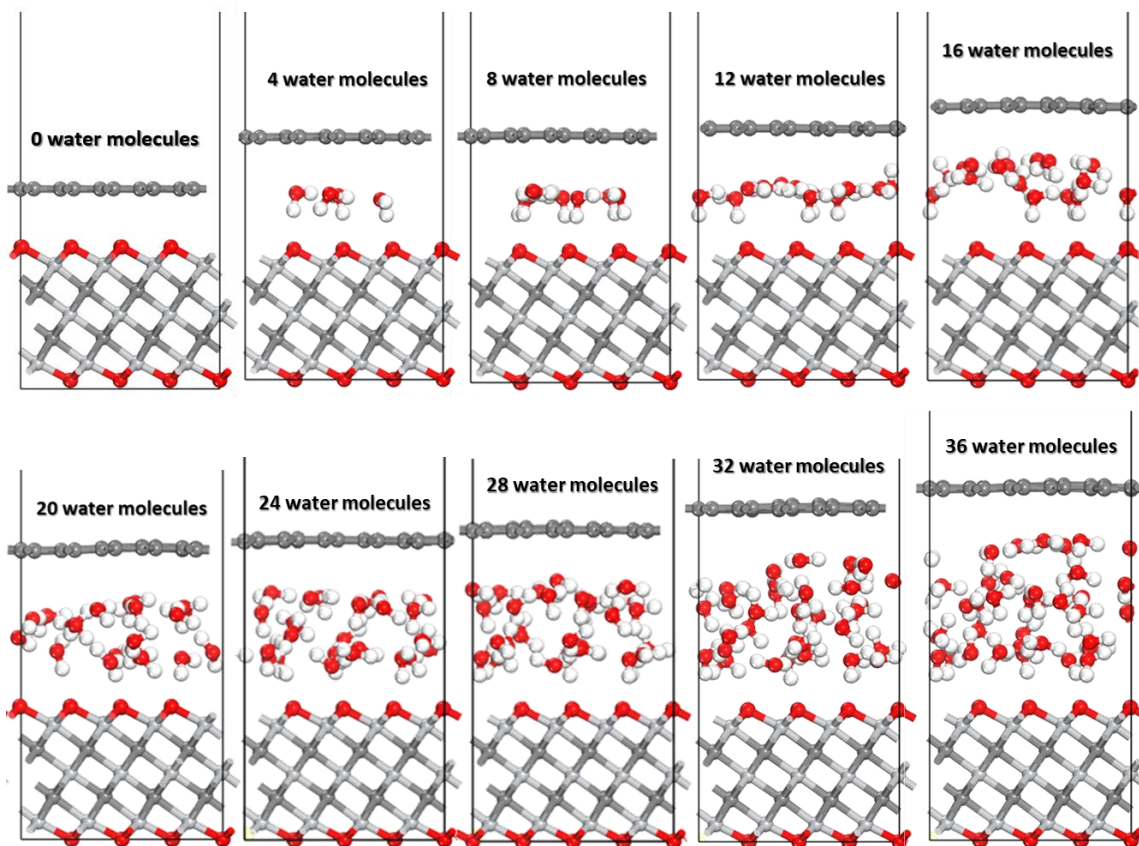 0 water molecules
4 water molecules
8 water molecules
12 water molecules
16 water molecules
20 water molecules
24 water molecules
28 water molecules
32 water molecules
36 water molecules